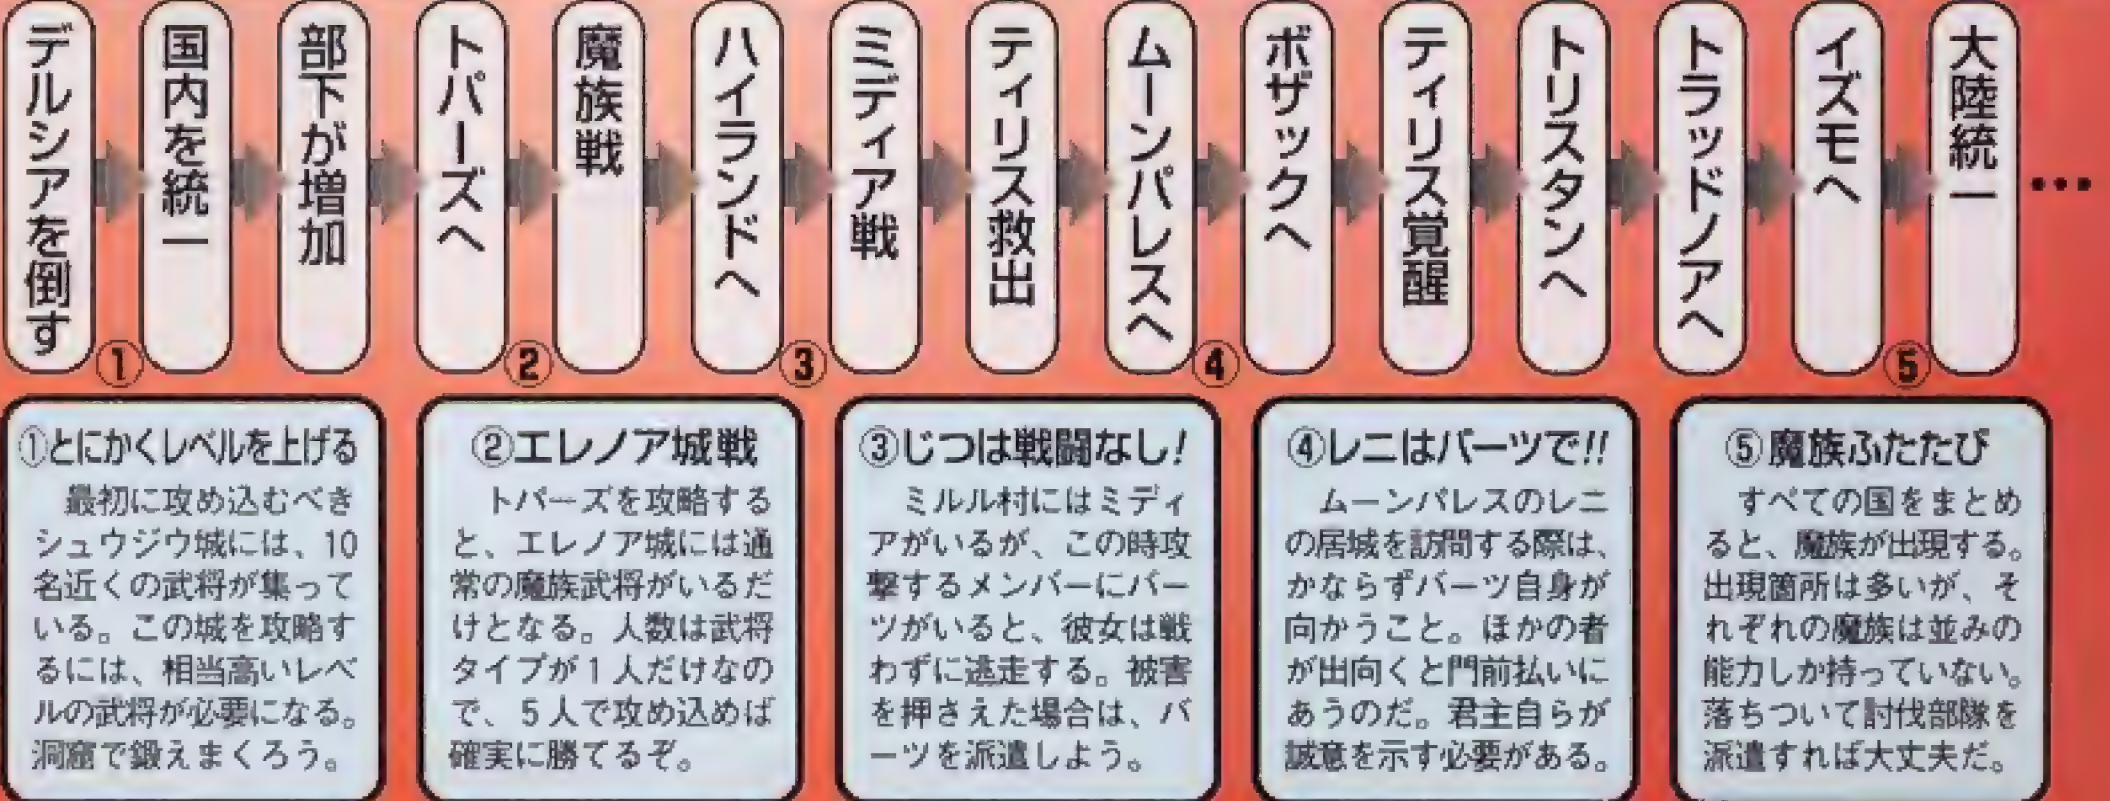 デルシアを倒す
国内を統一
部下が増加
トパーズへ
魔族戦
ハイランドへ
ミディア戦
ティリス救出
ムーンパレスへ
ボザックへ
ティリス覚醒
トリスタンへ
トラッドノアへ
イズモへ
大陸統一
…
①
②
③
④
⑤
①とにかくレベルを上げる
最初に攻め込むべき
シュウジウ城には、10
名近くの武将が集って
いる。この城を攻略す
るには、相当高いレベ
ルの武将が必要になる。
洞窟で鍛えまくろう。
②エレノア城戦
トパーズを攻略する
と、エレノア城には通
常の魔族武将がいるだ
けとなる。人数は武将
タイプが1人だけなの
で、5人で攻め込めば
確実に勝てるぞ。
③じつは戦闘なし!
ミルル村にはミディ
アがいるが、この時攻
撃するメンバーにバー
ツがいると、彼女は戦
わずに逃走する。被害
を押さえた場合は、バ
ーツを派遣しよう。
④レニはバーツで!!
ムーンパレスのレニ
の居城を訪問する際は、
かならずバーツ自身が
向かうこと。ほかの者
が出向くと門前払いに
あうのだ。君主自らが
誠意を示す必要がある。
⑤魔族ふたたび
すべての国をまとめ
ると、魔族が出現する。
出現箇所は多いが、そ
れぞれの魔族は並みの
能力しか持っていない。
落ちついて討伐部隊を
派遣すれば大丈夫だ。